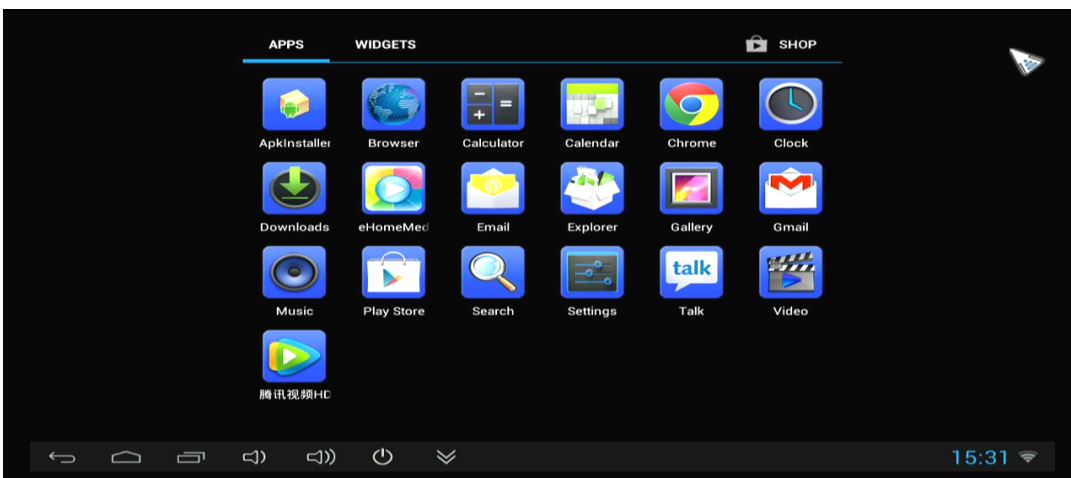 APPS WIDGETS SHOP
ApkInstaller Browser Calculator Calendar Chrome Clock
Downloads eHomeMed Email Explorer Gallery Gmail
talk
Music Play Store Search Settings Talk Video
腾讯视频HD
15:31